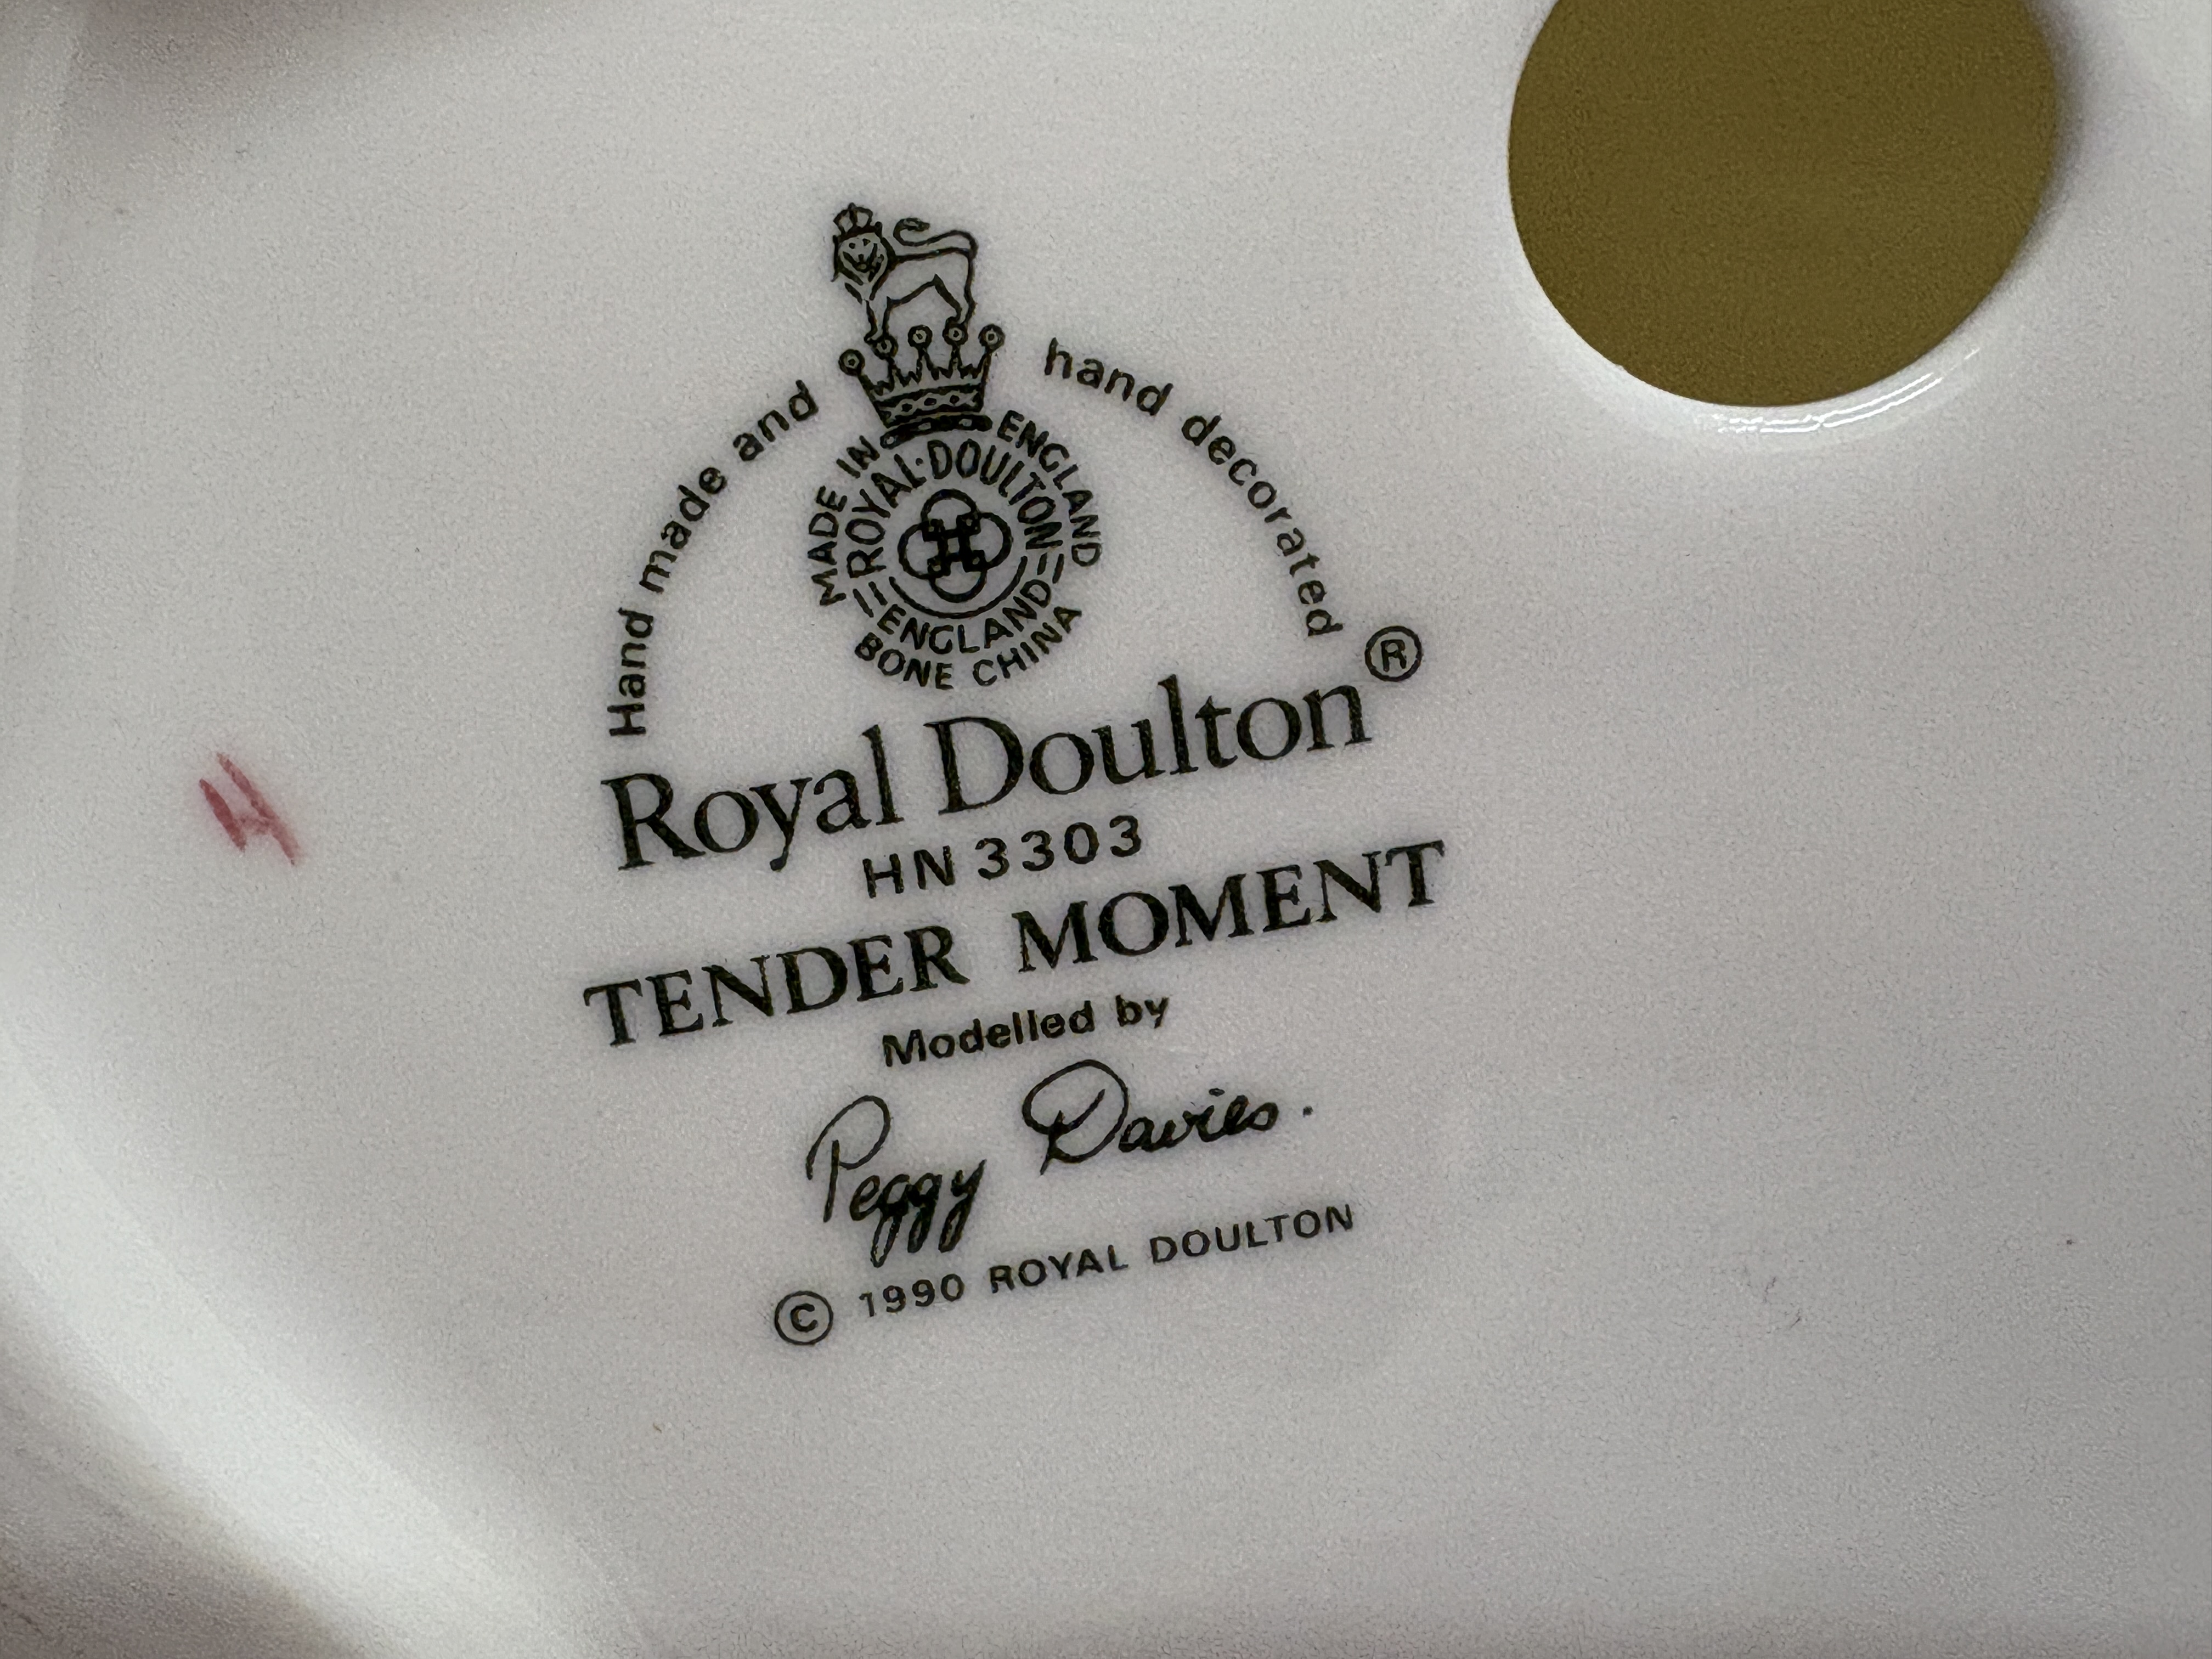 Hand made and hand decorated
MADE IN ENGLAND
ROYAL·DOULTON
ENGLAND
BONE CHINA
Royal Doulton®
HN 3303
TENDER MOMENT
Modelled by
Peggy Davies.
© 1990 ROYAL DOULTON